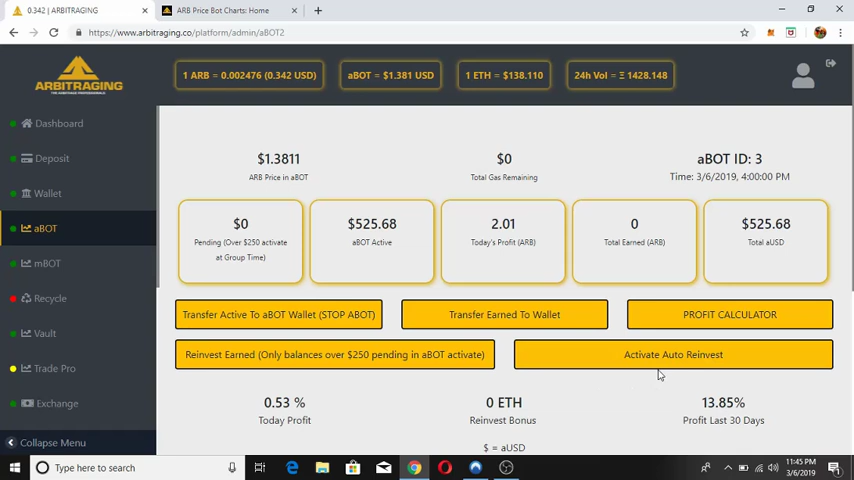 0.342 | ARBITRAGING
ARB Price Bot Charts: Home
https://www.arbitraging.co/platform/admin/aBOT2
ARBITRAGING
1 ARB = 0.002476 (0.342 USD)
aBOT = $1.381 USD
1 ETH = $138.110
24h Vol = Ξ 1428.148
Dashboard
Deposit
Wallet
aBOT
mBOT
Recycle
Vault
Trade Pro
Exchange
Collapse Menu
$1.3811
ARB Price in aBOT
$0
Total Gas Remaining
aBOT ID: 3
Time: 3/6/2019, 4:00:00 PM
$0
Pending (Over $250 activate
at Group Time)
$525.68
aBOT Active
2.01
Today's Profit (ARB)
0
Total Earned (ARB)
$525.68
Total aUSD
Transfer Active To aBOT Wallet (STOP ABOT)
Transfer Earned To Wallet
PROFIT CALCULATOR
Reinvest Earned (Only balances over $250 pending in aBOT activate)
Activate Auto Reinvest
0.53 %
Today Profit
0 ETH
Reinvest Bonus
13.85%
Profit Last 30 Days
$ = aUSD
Type here to search
11:45 PM
3/6/2019